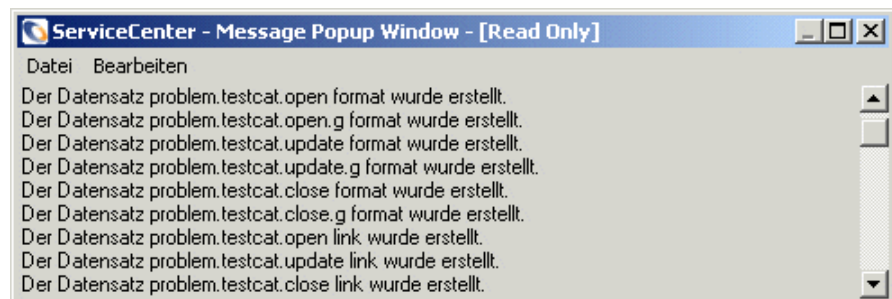 ServiceCenter - Message Popup Window - [Read Only]
Datei Bearbeiten
Der Datensatz problem.testcat.open format wurde erstellt.
Der Datensatz problem.testcat.open.g format wurde erstellt.
Der Datensatz problem.testcat.update format wurde erstellt.
Der Datensatz problem.testcat.update.g format wurde erstellt.
Der Datensatz problem.testcat.close format wurde erstellt.
Der Datensatz problem.testcat.close.g format wurde erstellt.
Der Datensatz problem.testcat.open link wurde erstellt.
Der Datensatz problem.testcat.update link wurde erstellt.
Der Datensatz problem.testcat.close link wurde erstellt.